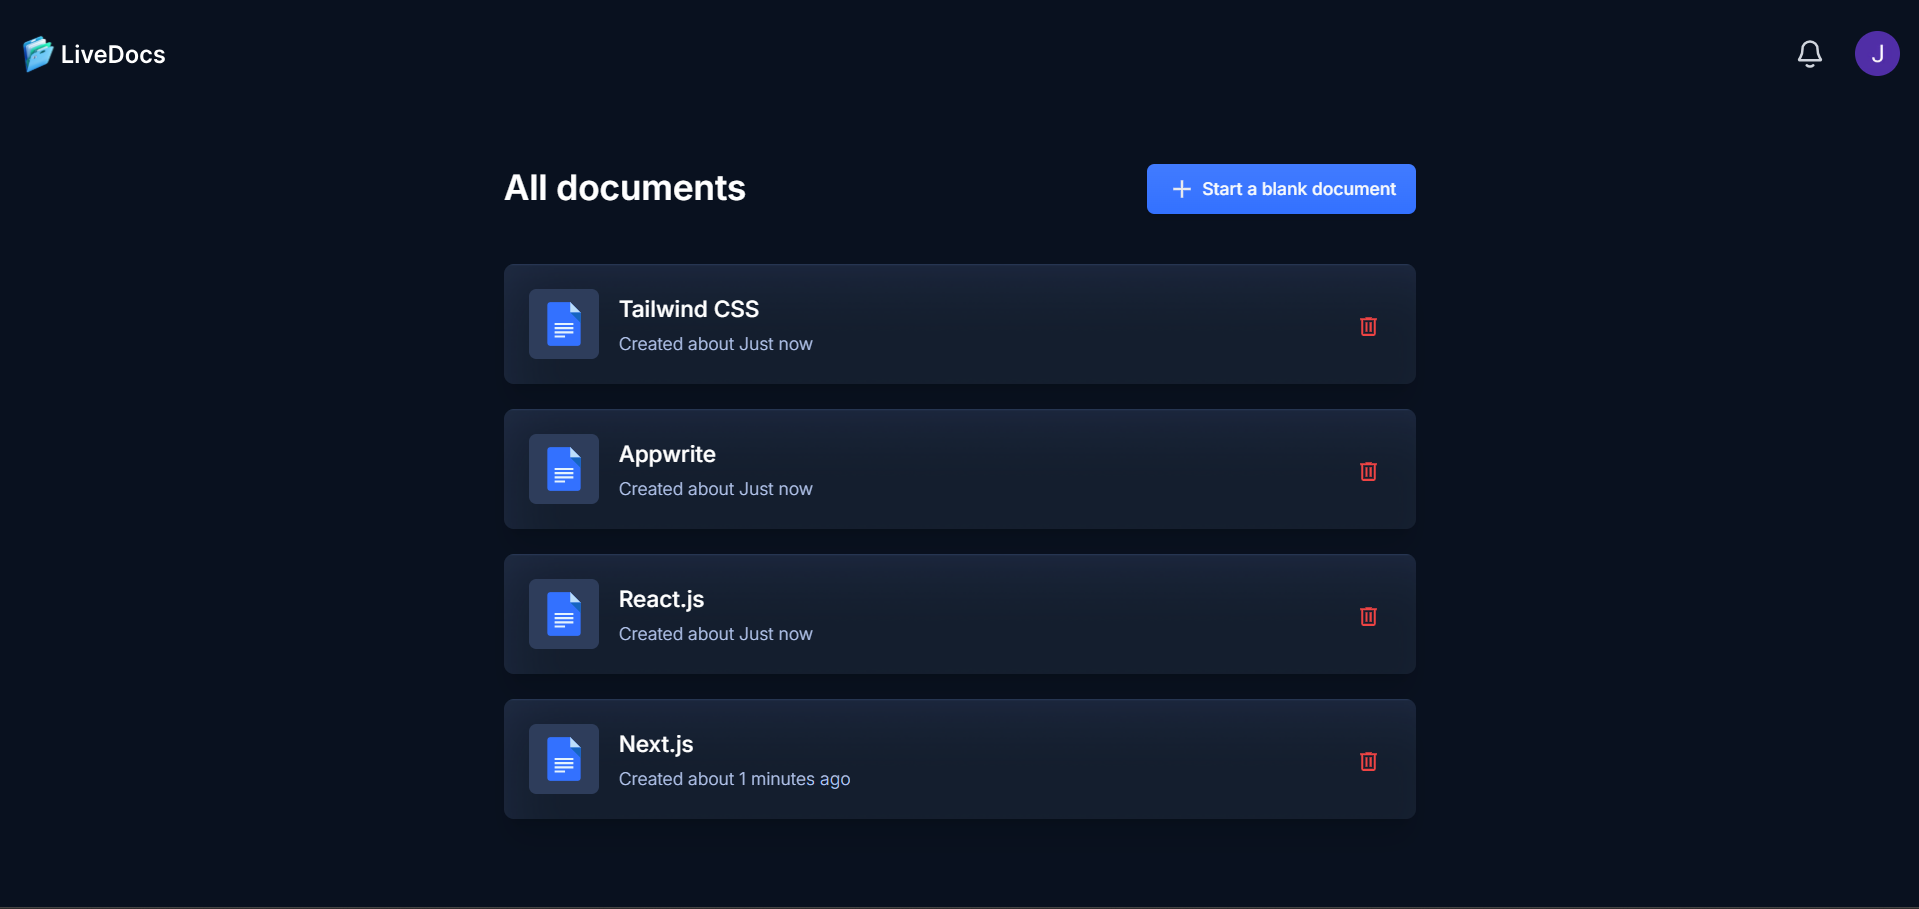 LiveDocs
J
All documents
Start a blank document
Tailwind CSS
Created about Just now
Appwrite
Created about Just now
React.js
Created about Just now
Next.js
Created about 1 minutes ago